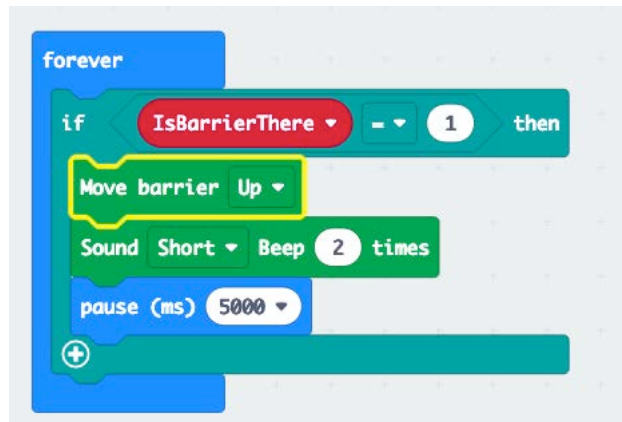 forever
if IsBarrierThere = 1 then
Move barrier Up
Sound Short Beep 2 times
pause (ms) 5000